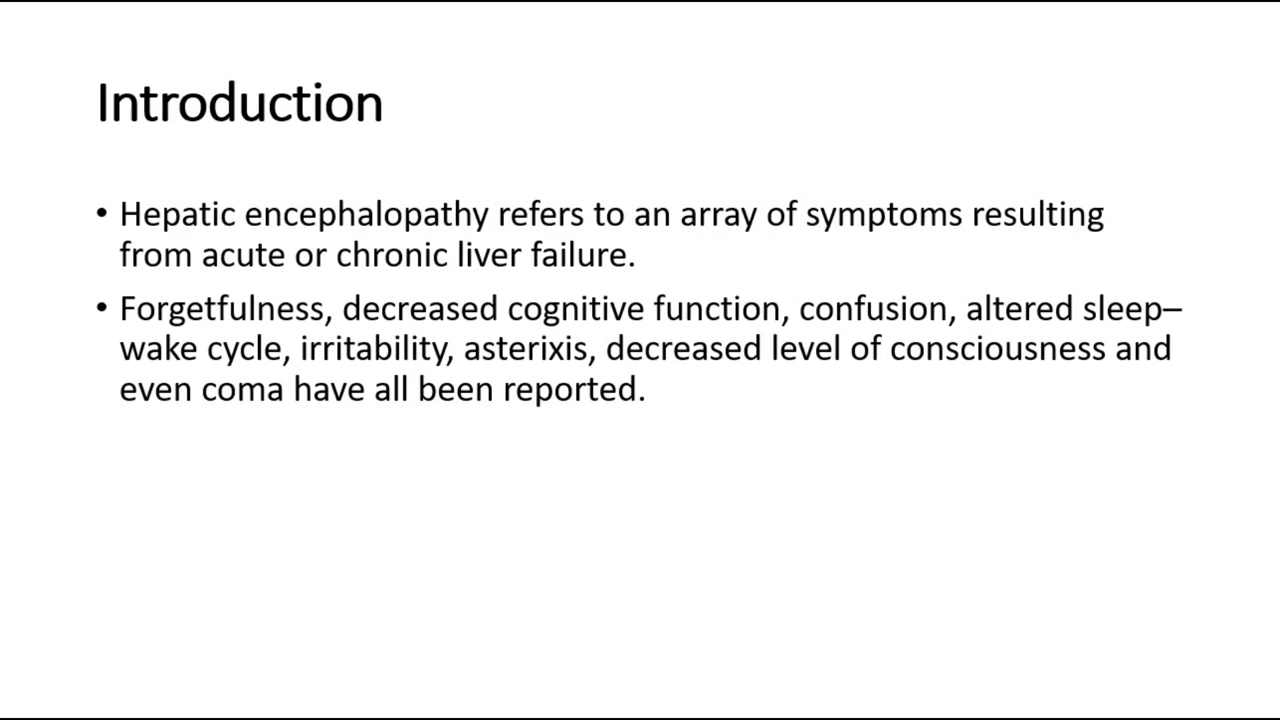 Introduction
• Hepatic encephalopathy refers to an array of symptoms resulting
from acute or chronic liver failure.
• Forgetfulness, decreased cognitive function, confusion, altered sleep–
wake cycle, irritability, asterixis, decreased level of consciousness and
even coma have all been reported.